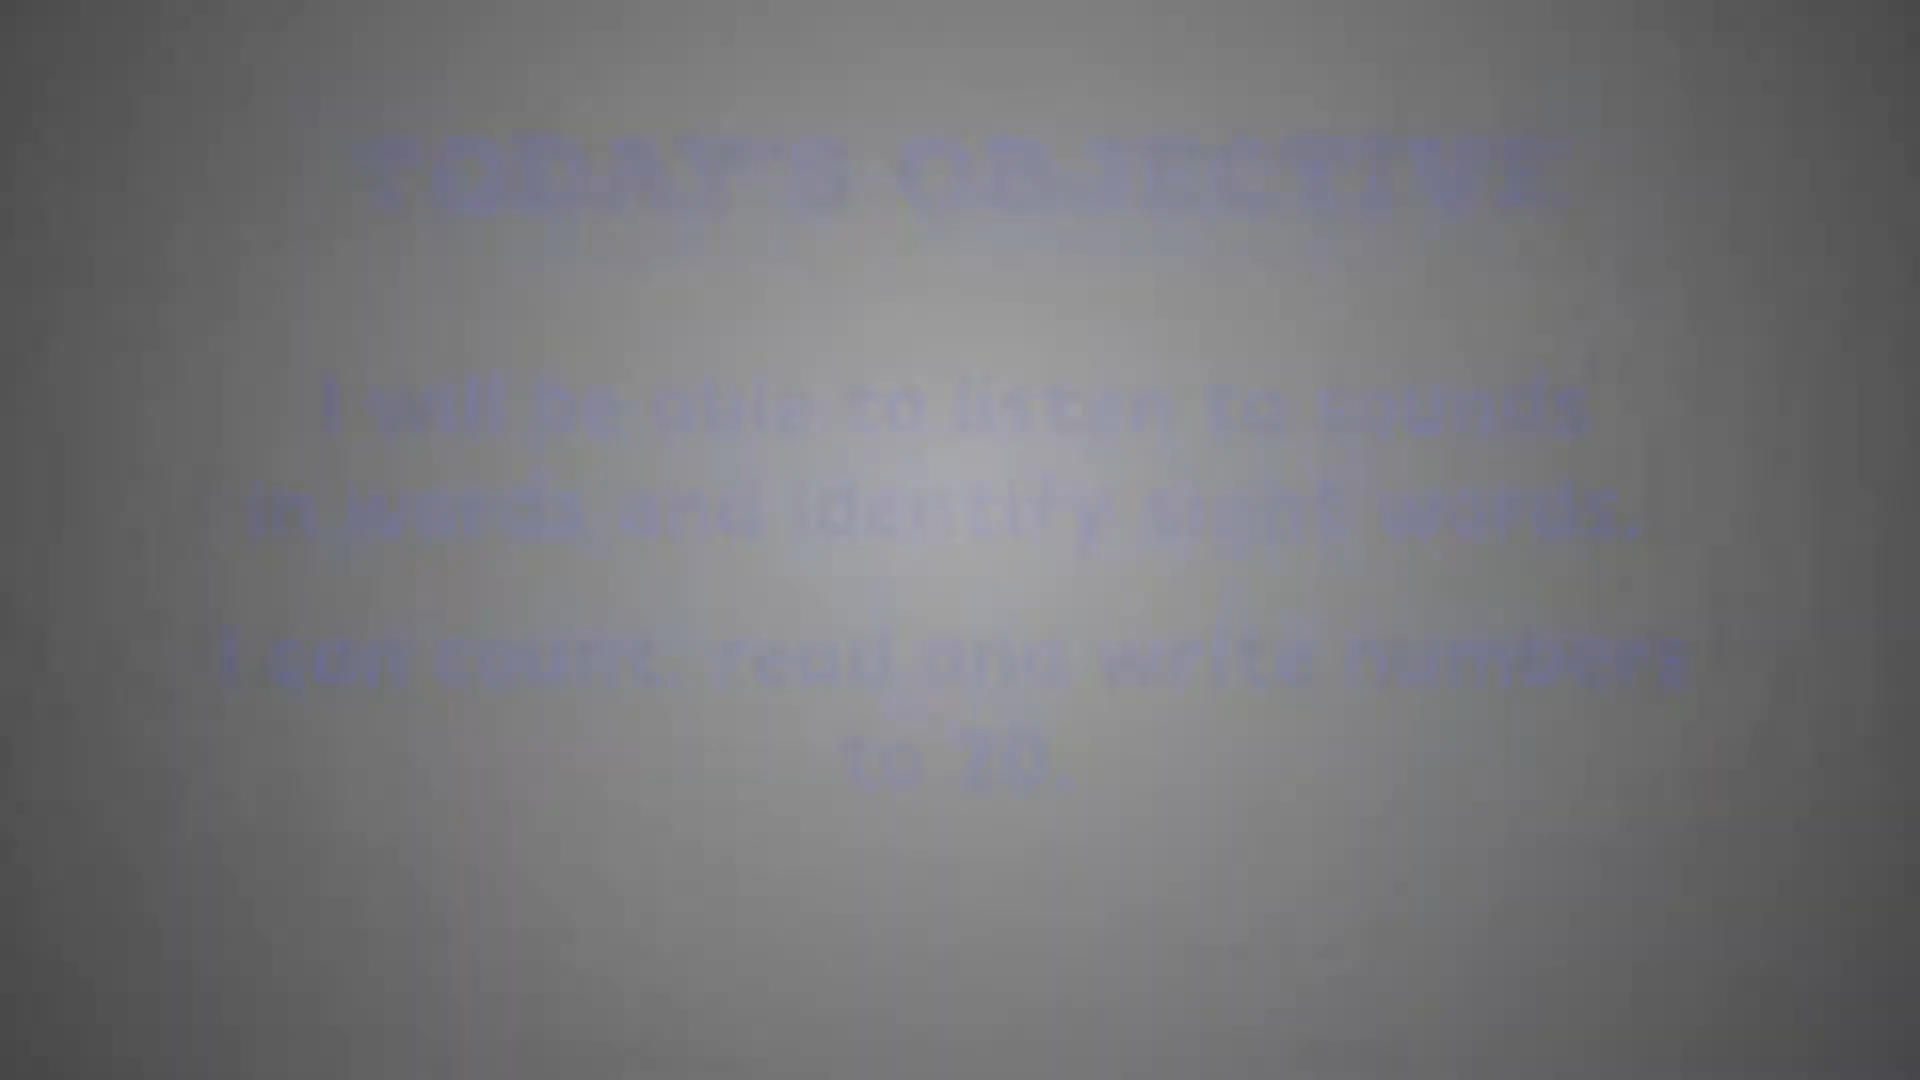 TODAY'S OBJECTIVE
I will be able to listen to sounds
in words and identify sight words.
I can count, read and write numbers
to 20.